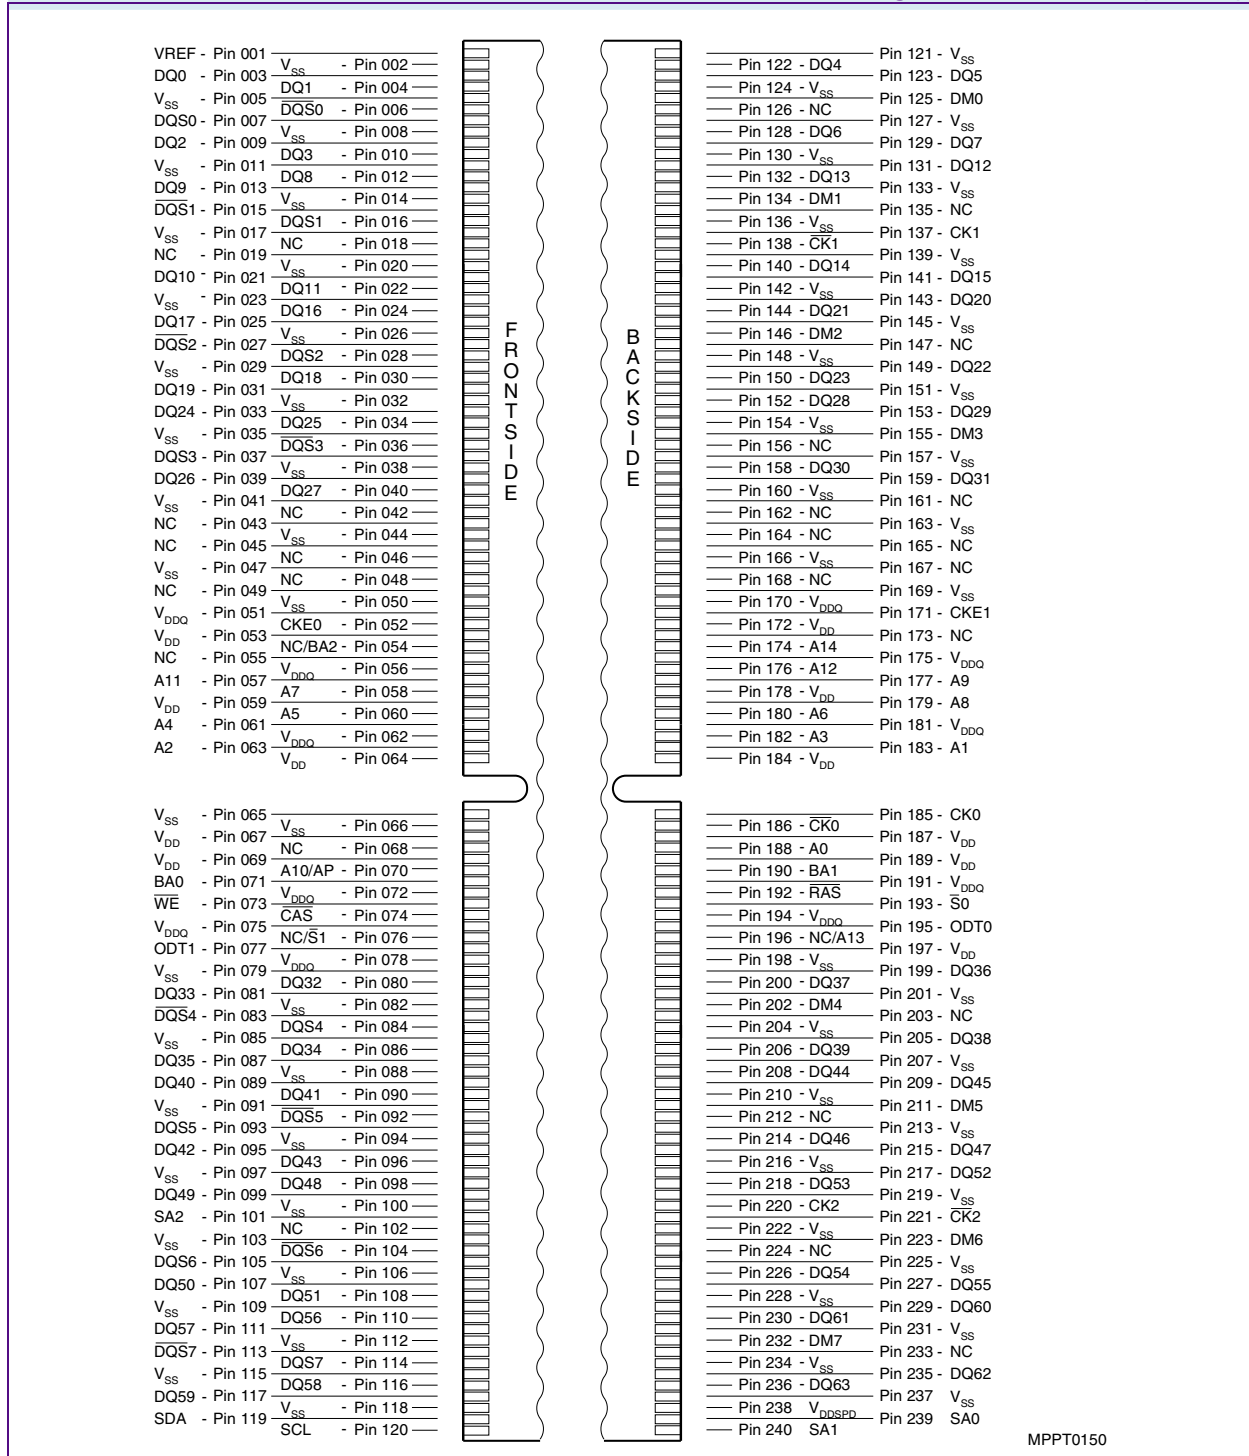 VREF - Pin 001 Pin 121 - VSS
VSS - Pin 002 Pin 122 - DQ4
DQ0 - Pin 003 Pin 123 - DQ5
DQ1 - Pin 004 Pin 124 - VSS
VSS - Pin 005 Pin 125 - DM0
DQS0 - Pin 006 Pin 126 - NC
DQS0 - Pin 007 Pin 127 - VSS
VSS - Pin 008 Pin 128 - DQ6
DQ2 - Pin 009 Pin 129 - DQ7
DQ3 - Pin 010 Pin 130 - VSS
VSS - Pin 011 Pin 131 - DQ12
DQ8 - Pin 012 Pin 132 - DQ13
DQ9 - Pin 013 Pin 133 - VSS
VSS - Pin 014 Pin 134 - DM1
DQS1 - Pin 015 Pin 135 - NC
DQS1 - Pin 016 Pin 136 - VSS
VSS - Pin 017 Pin 137 - CK1
NC - Pin 018 Pin 138 - CK1
NC - Pin 019 Pin 139 - VSS
VSS - Pin 020 Pin 140 - DQ14
DQ10 - Pin 021 Pin 141 - DQ15
DQ11 - Pin 022 Pin 142 - VSS
VSS - Pin 023 Pin 143 - DQ20
DQ16 - Pin 024 Pin 144 - DQ21
DQ17 - Pin 025 Pin 145 - VSS
VSS - Pin 026 Pin 146 - DM2
DQS2 - Pin 027 Pin 147 - NC
DQS2 - Pin 028 Pin 148 - VSS
VSS - Pin 029 Pin 149 - DQ22
DQ18 - Pin 030 Pin 150 - DQ23
DQ19 - Pin 031 Pin 151 - VSS
VSS - Pin 032 Pin 152 - DQ28
DQ24 - Pin 033 Pin 153 - DQ29
DQ25 - Pin 034 Pin 154 - VSS
VSS - Pin 035 Pin 155 - DM3
DQS3 - Pin 036 Pin 156 - NC
DQS3 - Pin 037 Pin 157 - VSS
VSS - Pin 038 Pin 158 - DQ30
DQ26 - Pin 039 Pin 159 - DQ31
DQ27 - Pin 040 Pin 160 - VSS
VSS - Pin 041 Pin 161 - NC
NC - Pin 042 Pin 162 - NC
NC - Pin 043 Pin 163 - VSS
VSS - Pin 044 Pin 164 - NC
NC - Pin 045 Pin 165 - NC
NC - Pin 046 Pin 166 - VSS
VSS - Pin 047 Pin 167 - NC
NC - Pin 048 Pin 168 - NC
NC - Pin 049 Pin 169 - VSS
VSS - Pin 050 Pin 170 - VDDQ
VDDQ - Pin 051 Pin 171 - CKE1
CKE0 - Pin 052 Pin 172 - VDD
VDD - Pin 053 Pin 173 - NC
NC/BA2 - Pin 054 Pin 174 - A14
NC - Pin 055 Pin 175 - VDDQ
VDDQ - Pin 056 Pin 176 - A12
A11 - Pin 057 Pin 177 - A9
A7 - Pin 058 Pin 178 - VDD
VDD - Pin 059 Pin 179 - A8
A5 - Pin 060 Pin 180 - A6
A4 - Pin 061 Pin 181 - VDDQ
VDDQ - Pin 062 Pin 182 - A3
A2 - Pin 063 Pin 183 - A1
VDD - Pin 064 Pin 184 - VDD
FRONTSIDE
BACKSIDE
VSS - Pin 065 Pin 185 - CK0
VSS - Pin 066 Pin 186 - CK0
VDD - Pin 067 Pin 187 - VDD
NC - Pin 068 Pin 188 - A0
VDD - Pin 069 Pin 189 - VDD
A10/AP - Pin 070 Pin 190 - BA1
BA0 - Pin 071 Pin 191 - VDDQ
VDDQ - Pin 072 Pin 192 - RAS
WE - Pin 073 Pin 193 - S0
CAS - Pin 074 Pin 194 - VDDQ
VDDQ - Pin 075 Pin 195 - ODT0
NC/S1 - Pin 076 Pin 196 - NC/A13
ODT1 - Pin 077 Pin 197 - VDD
VDDQ - Pin 078 Pin 198 - VSS
VSS - Pin 079 Pin 199 - DQ36
DQ32 - Pin 080 Pin 200 - DQ37
DQ33 - Pin 081 Pin 201 - VSS
VSS - Pin 082 Pin 202 - DM4
DQS4 - Pin 083 Pin 203 - NC
DQS4 - Pin 084 Pin 204 - VSS
VSS - Pin 085 Pin 205 - DQ38
DQ34 - Pin 086 Pin 206 - DQ39
DQ35 - Pin 087 Pin 207 - VSS
VSS - Pin 088 Pin 208 - DQ44
DQ40 - Pin 089 Pin 209 - DQ45
DQ41 - Pin 090 Pin 210 - VSS
VSS - Pin 091 Pin 211 - DM5
DQS5 - Pin 092 Pin 212 - NC
DQS5 - Pin 093 Pin 213 - VSS
VSS - Pin 094 Pin 214 - DQ46
DQ42 - Pin 095 Pin 215 - DQ47
DQ43 - Pin 096 Pin 216 - VSS
VSS - Pin 097 Pin 217 - DQ52
DQ48 - Pin 098 Pin 218 - DQ53
DQ49 - Pin 099 Pin 219 - VSS
VSS - Pin 100 Pin 220 - CK2
SA2 - Pin 101 Pin 221 - CK2
NC - Pin 102 Pin 222 - VSS
VSS - Pin 103 Pin 223 - DM6
DQS6 - Pin 104 Pin 224 - NC
DQS6 - Pin 105 Pin 225 - VSS
VSS - Pin 106 Pin 226 - DQ54
DQ50 - Pin 107 Pin 227 - DQ55
DQ51 - Pin 108 Pin 228 - VSS
VSS - Pin 109 Pin 229 - DQ60
DQ56 - Pin 110 Pin 230 - DQ61
DQ57 - Pin 111 Pin 231 - VSS
VSS - Pin 112 Pin 232 - DM7
DQS7 - Pin 113 Pin 233 - NC
DQS7 - Pin 114 Pin 234 - VSS
VSS - Pin 115 Pin 235 - DQ62
DQ58 - Pin 116 Pin 236 - DQ63
DQ59 - Pin 117 Pin 237 VSS
VSS - Pin 118 Pin 238 VDDSPD
SDA - Pin 119 Pin 239 SA0
SCL - Pin 120 Pin 240 SA1
MPPT0150